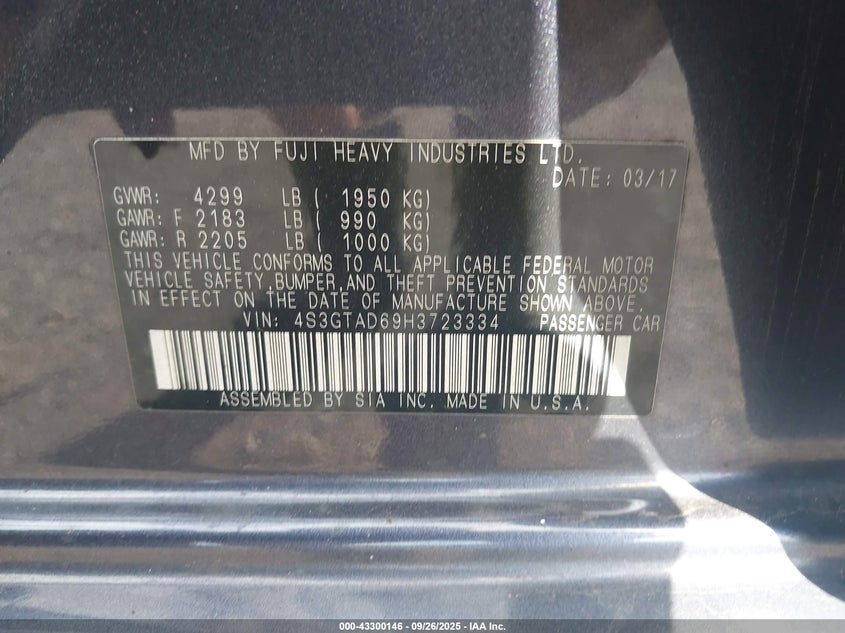 MFD BY FUJI HEAVY INDUSTRIES LTD.
DATE: 03/17
GVWR: 4299 LB ( 1950 KG)
GAWR: F 2183 LB ( 990 KG)
GAWR: R 2205 LB ( 1000 KG)
THIS VEHICLE CONFORMS TO ALL APPLICABLE FEDERAL MOTOR
VEHICLE SAFETY, BUMPER, AND THEFT PREVENTION STANDARDS
IN EFFECT ON THE DATE OF MANUFACTURE SHOWN ABOVE.
VIN: 4S3GTAD69H3723334 PASSENGER CAR
ASSEMBLED BY SIA INC. MADE IN U.S.A.
000-43300146 - 09/26/2025 - IAA Inc.